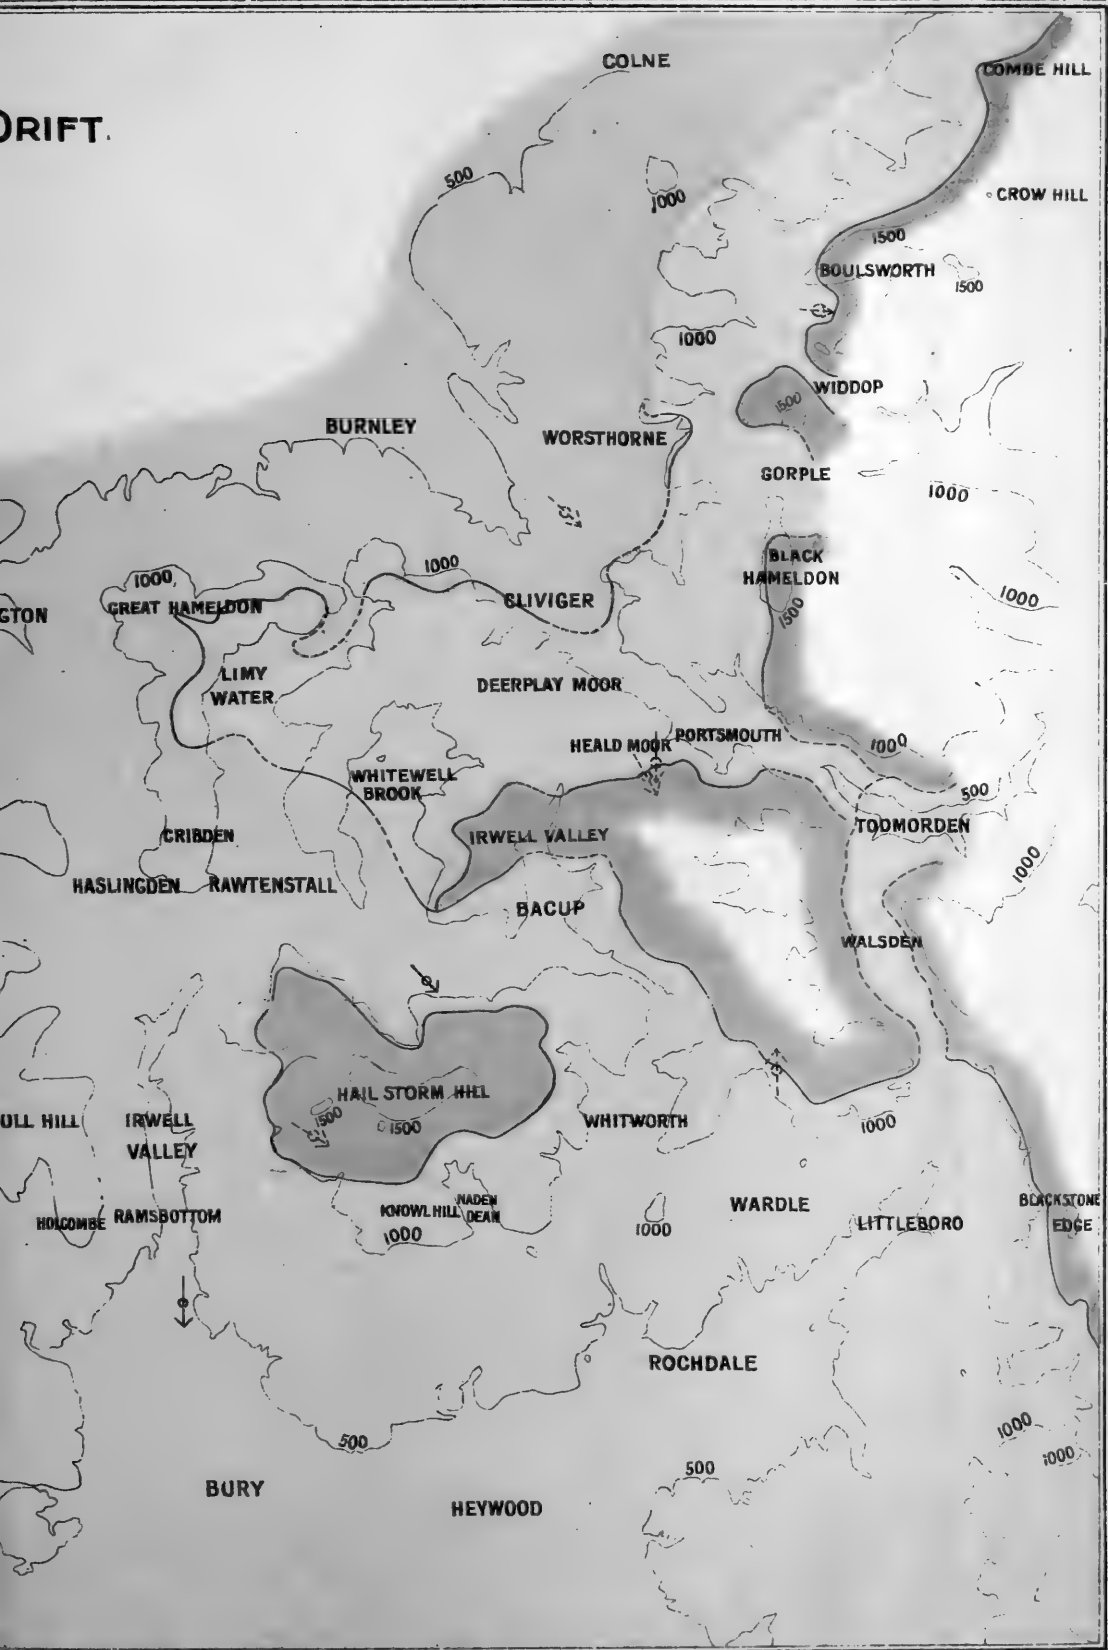 COLNE
COMBE HILL
DRIFT.
500
1000
CROW HILL
1500
BOULSWORTH
1500
1000
WIDDOP
1500
BURNLEY
WORSTHORNE
GORPLE
1000
BLACK
HAMELDON
1000
1000
1000
GREAT HAMELDON
CLIVIGER
1500
GTON
LIMY
WATER
DEERPLAY MOOR
PORTSMOUTH
HEALD MOOR
1000
WHITEWELL
BROOK
500
TODMORDEN
CRIBDEN
IRWELL VALLEY
1000
HASLINGDEN
RAWTENSTALL
BACUP
WALSDEN
HAIL STORM HILL
1500
1500
ULL HILL
IRWELL
VALLEY
WHITWORTH
1000
HOLCOMBE
RAMSBOTTOM
KNOWL HILL
NADEN
DEAN
1000
1000
WARDLE
LITTLEBORO
BLACKSTONE
EDGE
ROCHDALE
500
500
1000
1000
BURY
HEYWOOD